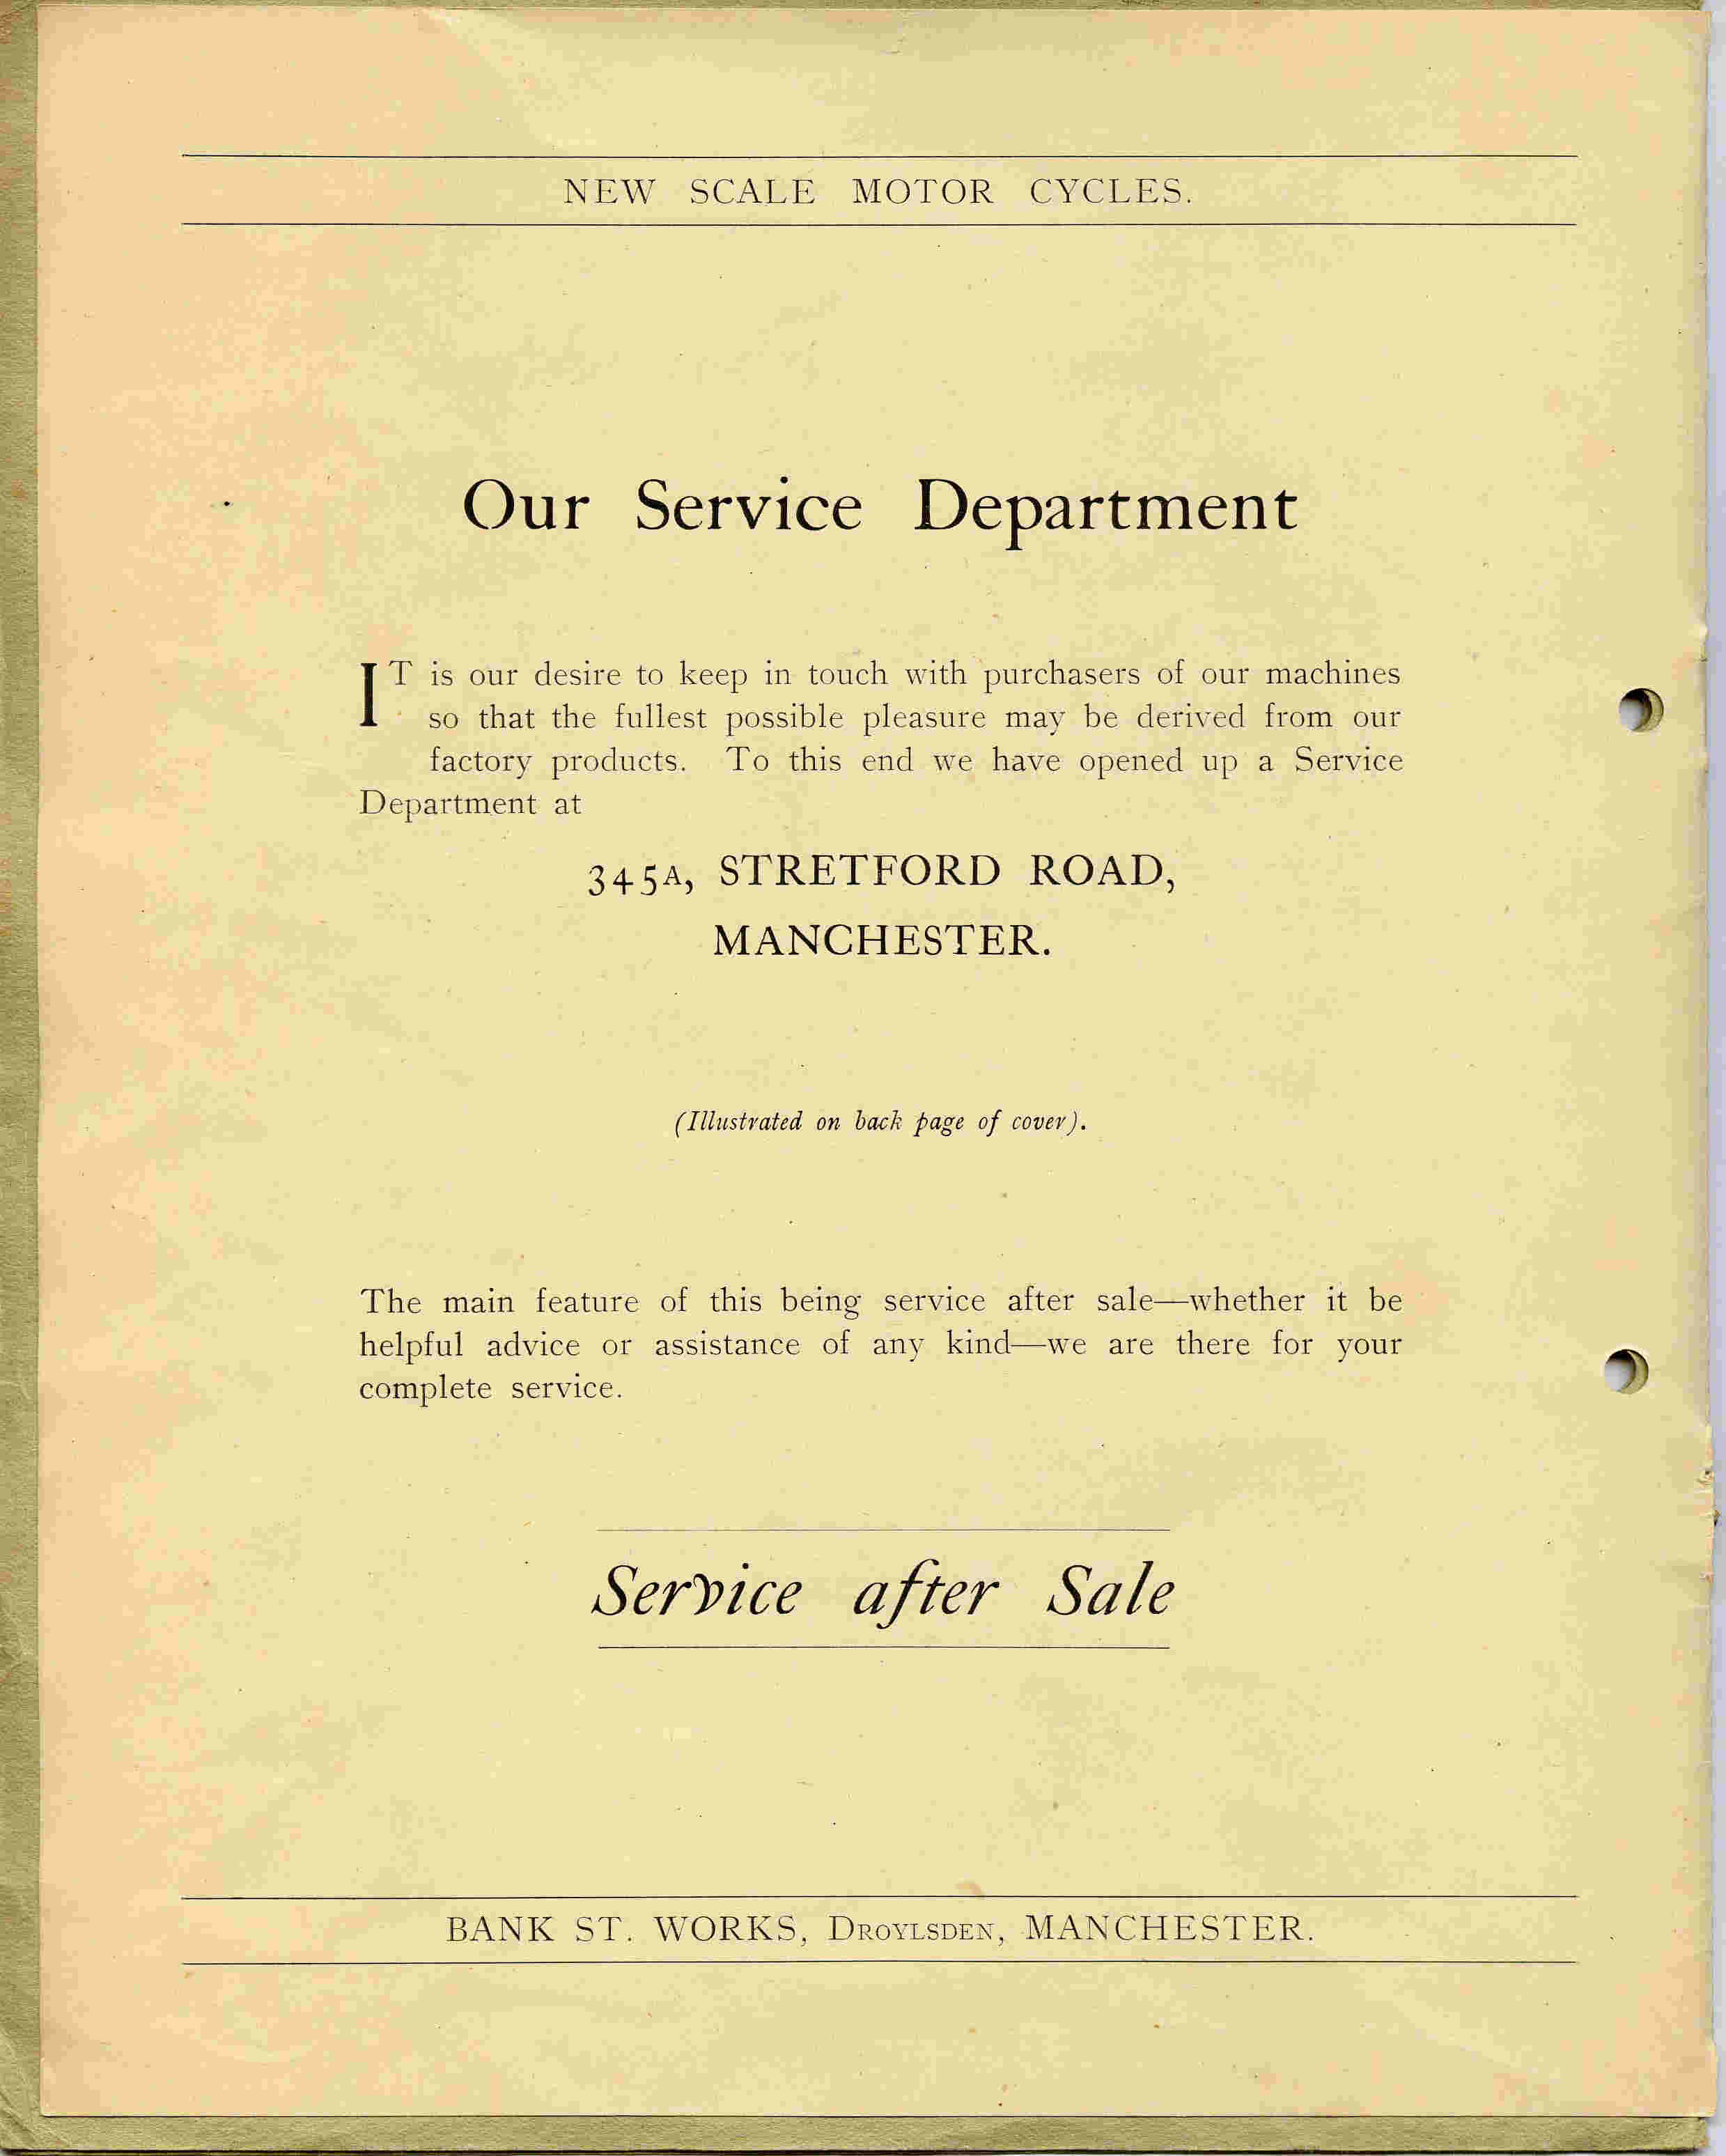 NEW SCALE MOTOR CYCLES.
Our Service Department
IT is our desire to keep in touch with purchasers of our machines
so that the fullest possible pleasure may be derived from our
factory products. To this end we have opened up a Service
Department at
345A, STRETFORD ROAD,
MANCHESTER.
(Illustrated on back page of cover).
The main feature of this being service after sale—whether it be
helpful advice or assistance of any kind—we are there for your
complete service.
Service after Sale
BANK ST. WORKS, DROYLSDEN, MANCHESTER.